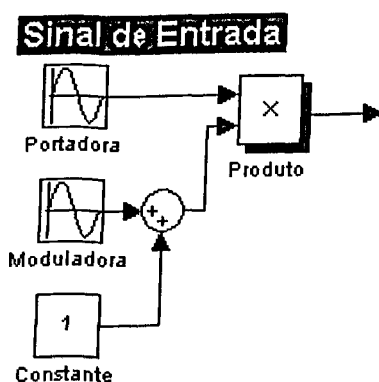 Sinal de Entrada
Portadora
×
Produto
Moduladora
+
+
1
Constante